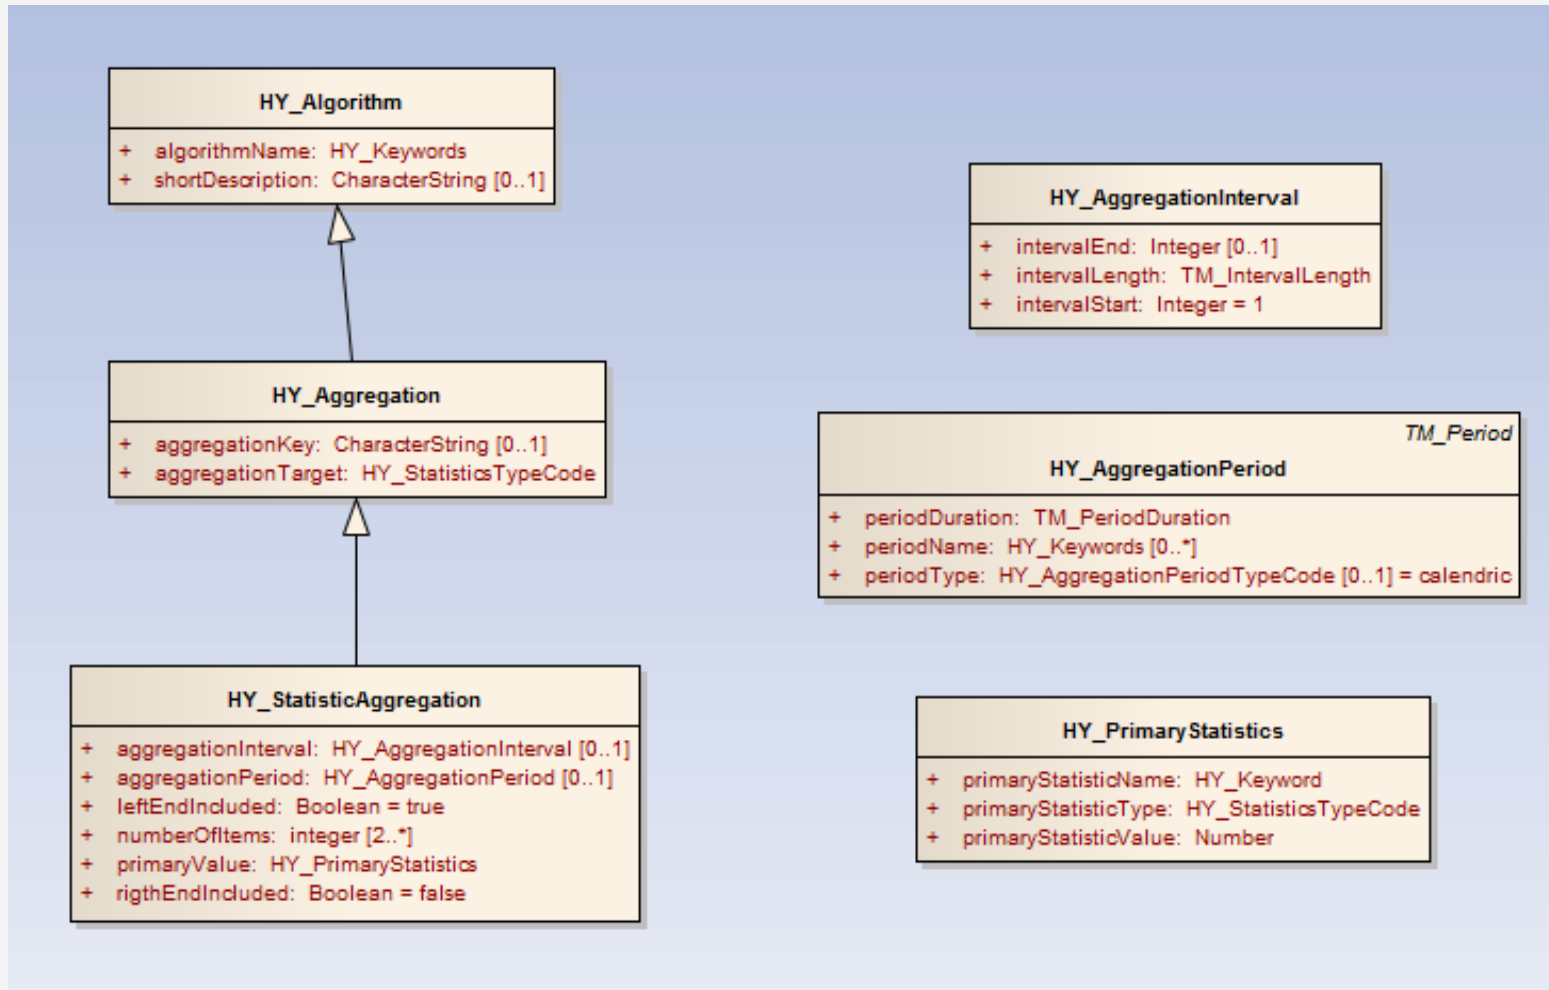 HY_Algorithm
+ algorithmName: HY_Keywords
+ shortDescription: CharacterString [0..1]
HY_AggregationInterval
+ intervalEnd: Integer [0..1]
+ intervalLength: TM_IntervalLength
+ intervalStart: Integer = 1
HY_Aggregation
+ aggregationKey: CharacterString [0..1]
+ aggregationTarget: HY_StatisticsTypeCode
TM_Period
HY_AggregationPeriod
+ periodDuration: TM_PeriodDuration
+ periodName: HY_Keywords [0..*]
+ periodType: HY_AggregationPeriodTypeCode [0..1] = calendric
HY_StatisticAggregation
+ aggregationInterval: HY_AggregationInterval [0..1]
+ aggregationPeriod: HY_AggregationPeriod [0..1]
+ leftEndIncluded: Boolean = true
+ numberOfItems: integer [2..*]
+ primaryValue: HY_PrimaryStatistics
+ rigthEndIncluded: Boolean = false
HY_PrimaryStatistics
+ primaryStatisticName: HY_Keyword
+ primaryStatisticType: HY_StatisticsTypeCode
+ primaryStatisticValue: Number